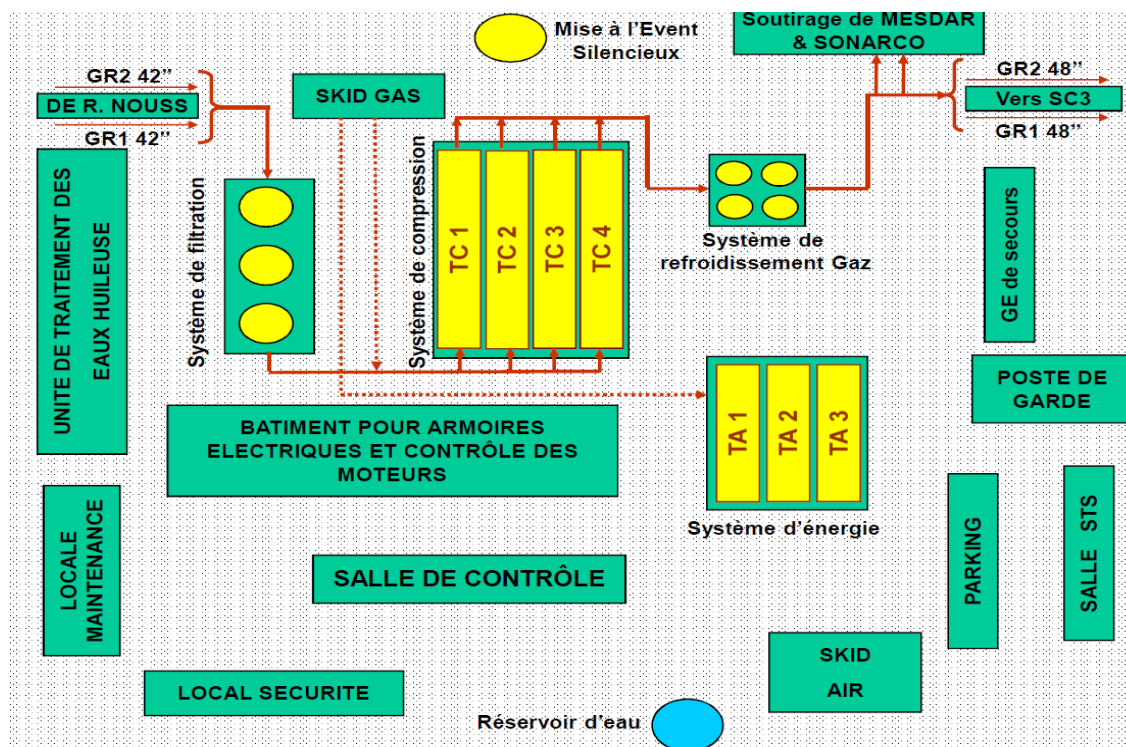 Mise à l'Event
Silencieux
Soutirage de MESDAR
& SONARCO
GR2 42’’
DE R. NOUSS
GR1 42’’
SKID GAS
GR2 48’’
Vers SC3
GR1 48’’
UNITE DE TRAITEMENT DES
EAUX HUILEUSE
Système de filtration
Système de compression
TC 1
TC 2
TC 3
TC 4
Système de
refroidissement Gaz
GE de secours
POSTE DE
GARDE
BATIMENT POUR ARMOIRES
ELECTRIQUES ET CONTRÔLE DES
MOTEURS
TA 1
TA 2
TA 3
Système d'énergie
LOCALE
MAINTENANCE
SALLE DE CONTRÔLE
PARKING
SALLE STS
LOCAL SECURITE
SKID
AIR
Réservoir d'eau